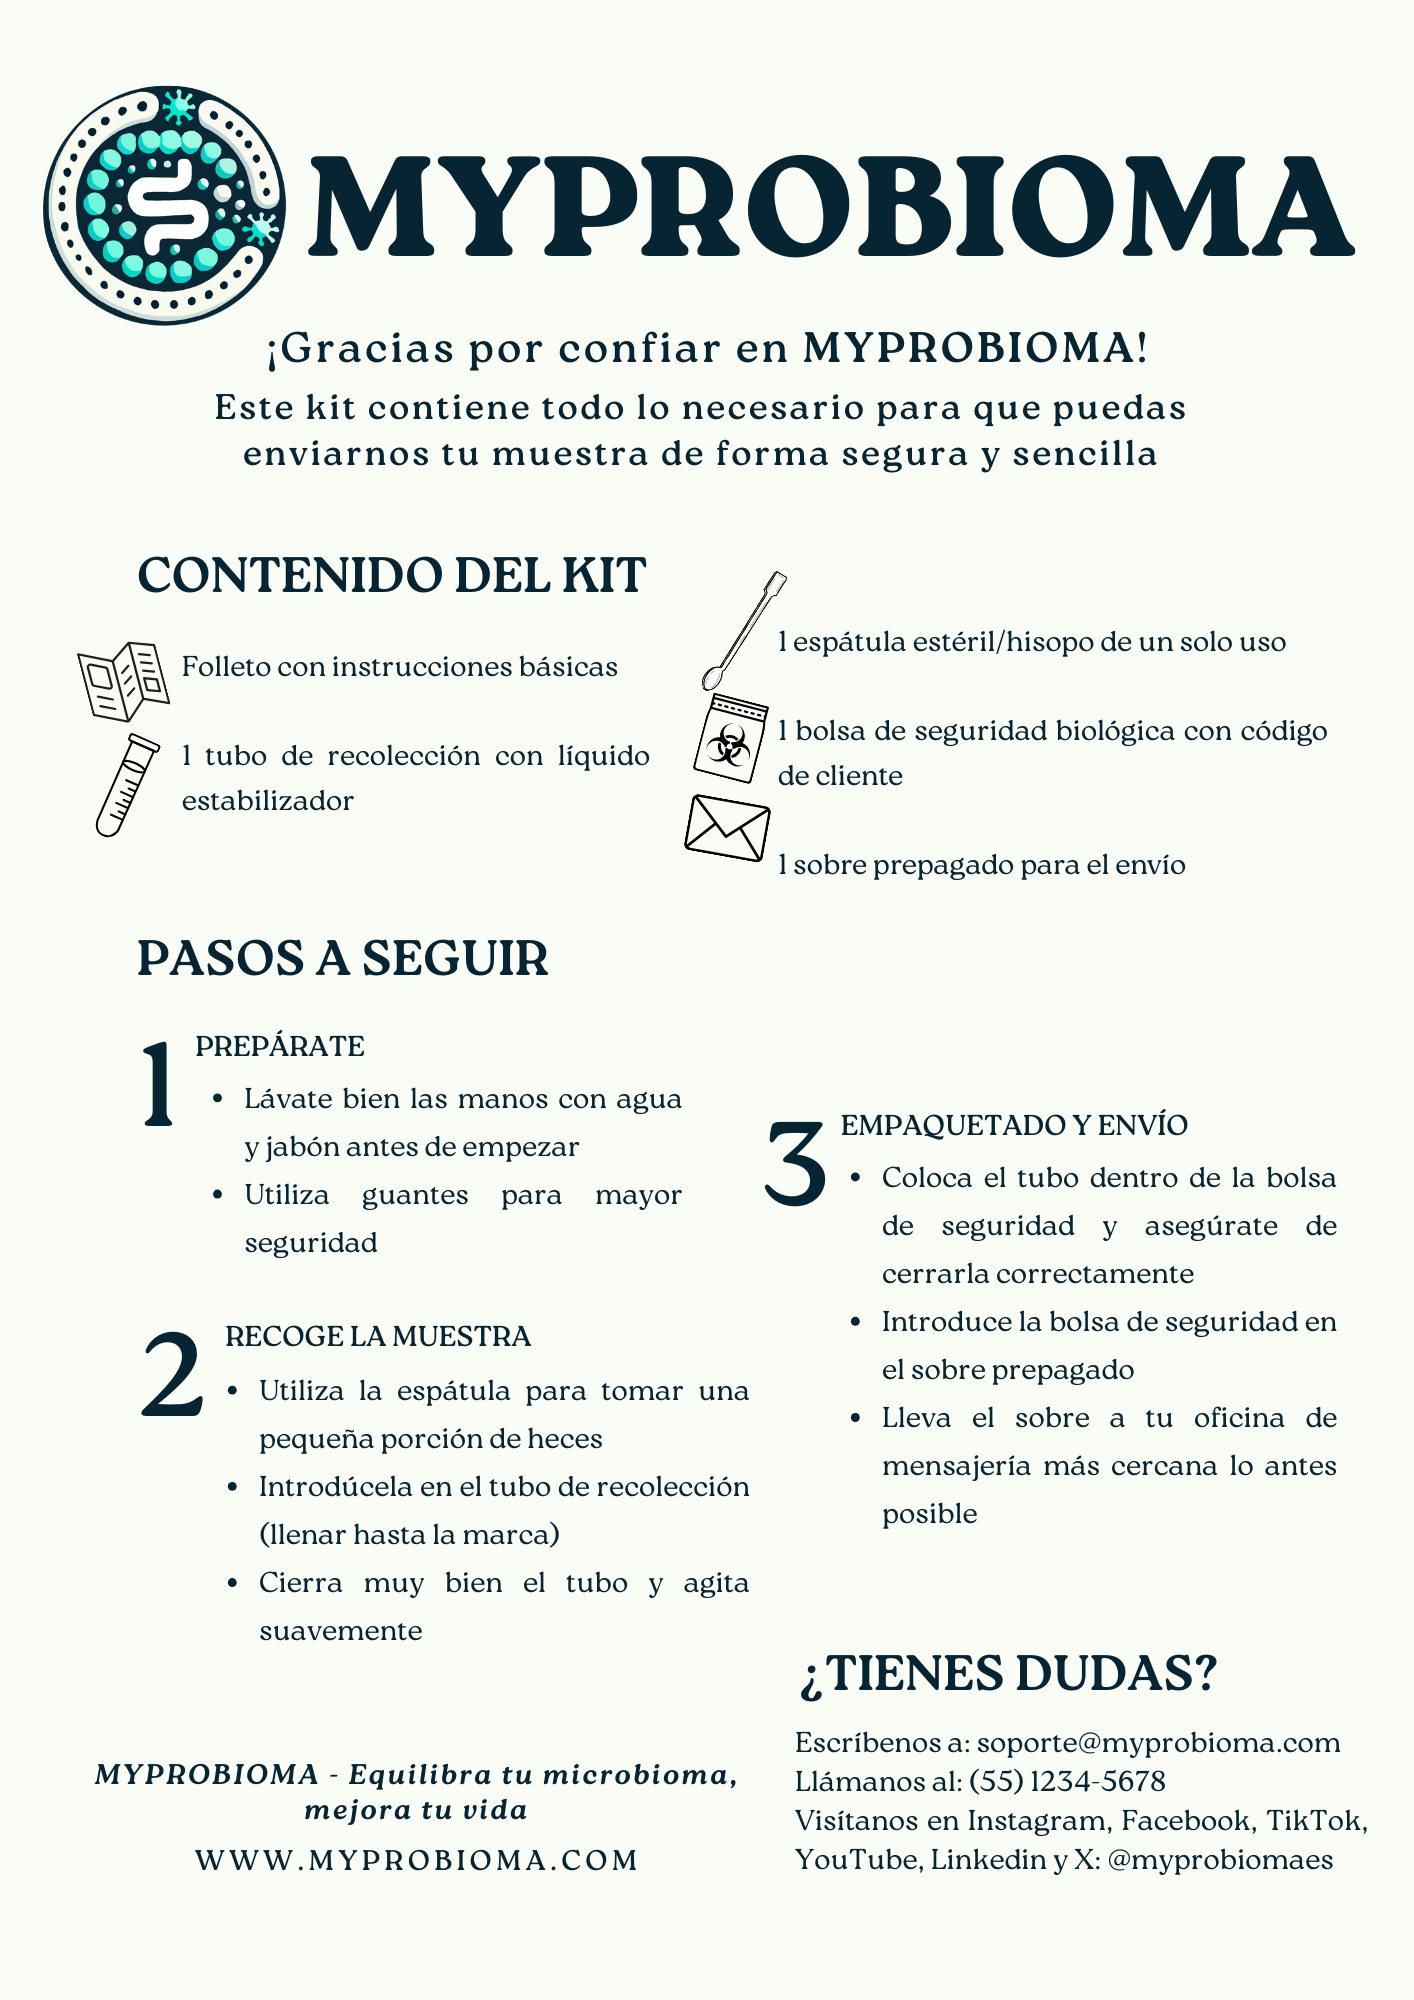 MYPROBIOMA
¡Gracias por confiar en MYPROBIOMA!
Este kit contiene todo lo necesario para que puedas
enviarnos tu muestra de forma segura y sencilla
CONTENIDO DEL KIT
Folleto con instrucciones básicas
1 tubo de recolección con líquido
estabilizador
1 espátula estéril/hisopo de un solo uso
1 bolsa de seguridad biológica con código
de cliente
1 sobre prepagado para el envío
PASOS A SEGUIR
1 PREPÁRATE
• Lávate bien las manos con agua
y jabón antes de empezar
• Utiliza guantes para mayor
seguridad
2 RECOGE LA MUESTRA
• Utiliza la espátula para tomar una
pequeña porción de heces
• Introdúcela en el tubo de recolección
(llenar hasta la marca)
• Cierra muy bien el tubo y agita
suavemente
3 EMPAQUETADO Y ENVÍO
• Coloca el tubo dentro de la bolsa
de seguridad y asegúrate de
cerrarla correctamente
• Introduce la bolsa de seguridad en
el sobre prepagado
• Lleva el sobre a tu oficina de
mensajería más cercana lo antes
posible
¿TIENES DUDAS?
Escríbenos a: soporte@myprobioma.com
Llámanos al: (55) 1234-5678
Visítanos en Instagram, Facebook, TikTok,
YouTube, Linkedin y X: @myprobiomaes
MYPROBIOMA - Equilibra tu microbioma,
mejora tu vida
WWW.MYPROBIOMA.COM